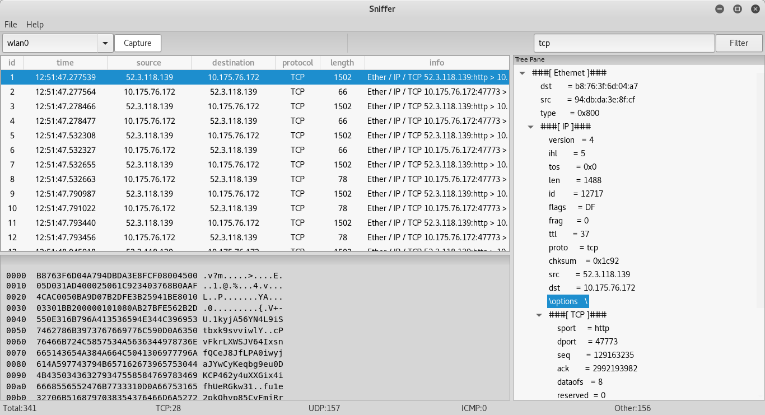 Sniffer
File Help
wlan0 Capture tcp Filter
id time source destination protocol length info
1 12:51:47.277539 52.3.118.139 10.175.76.172 TCP 1502 Ether / IP / TCP 52.3.118.139:http > 10.
2 12:51:47.277564 10.175.76.172 52.3.118.139 TCP 66 Ether / IP / TCP 10.175.76.172:47773 >
3 12:51:47.278466 52.3.118.139 10.175.76.172 TCP 1502 Ether / IP / TCP 52.3.118.139:http > 10.
4 12:51:47.278477 10.175.76.172 52.3.118.139 TCP 66 Ether / IP / TCP 10.175.76.172:47773 >
5 12:51:47.532308 52.3.118.139 10.175.76.172 TCP 1502 Ether / IP / TCP 52.3.118.139:http > 10.
6 12:51:47.532327 10.175.76.172 52.3.118.139 TCP 66 Ether / IP / TCP 10.175.76.172:47773 >
7 12:51:47.532655 52.3.118.139 10.175.76.172 TCP 1502 Ether / IP / TCP 52.3.118.139:http > 10.
8 12:51:47.532663 10.175.76.172 52.3.118.139 TCP 78 Ether / IP / TCP 10.175.76.172:47773 >
9 12:51:47.790987 52.3.118.139 10.175.76.172 TCP 1502 Ether / IP / TCP 52.3.118.139:http > 10.
10 12:51:47.791022 10.175.76.172 52.3.118.139 TCP 78 Ether / IP / TCP 10.175.76.172:47773 >
11 12:51:47.793440 52.3.118.139 10.175.76.172 TCP 1502 Ether / IP / TCP 52.3.118.139:http > 10.
12 12:51:47.793456 10.175.76.172 52.3.118.139 TCP 78 Ether / IP / TCP 10.175.76.172:47773 >
0000 B8763F6D04A794DBDA3E8FCF08004500 .v?m.....>....E.
0010 05D031AD400025061C923403768B0AAF ..1.@.%...4.v...
0020 4CAC0050BA9D07B2DFE3B25941BE8010 L..P.......YA...
0030 03301BB200000101080AB27BFE562B2D .0.........{.V+-
0040 550E316B796A413536594E344C396953 U.1kyjA56YN4L9iS
0050 7462786B3973767669776C590D0A6350 tbxk9svviwlY..cP
0060 76466B724C5857534A5636344978736E vFkrLXWSJV64Ixsn
0070 665143654A384A664C5041306977796A fQCeJ8JfLPA0iwyj
0080 614A597743794B657162673965753044 aJYwCyKeqbg9eu0D
0090 4B435034363279347558584769783469 KCP462y4uXXGix4i
00a0 6668556552476B7733310D0A66753165 fhUeRGkw31..fu1e
Tree Pane
###[ Ethernet ]###
dst = b8:76:3f:6d:04:a7
src = 94:db:da:3e:8f:cf
type = 0x800
###[ IP ]###
version = 4
ihl = 5
tos = 0x0
len = 1488
id = 12717
flags = DF
frag = 0
ttl = 37
proto = tcp
chksum = 0x1c92
src = 52.3.118.139
dst = 10.175.76.172
\options \
###[ TCP ]###
sport = http
dport = 47773
seq = 129163235
ack = 2992193982
dataofs = 8
reserved = 0
Total:341 TCP:28 UDP:157 ICMP:0 Other:156